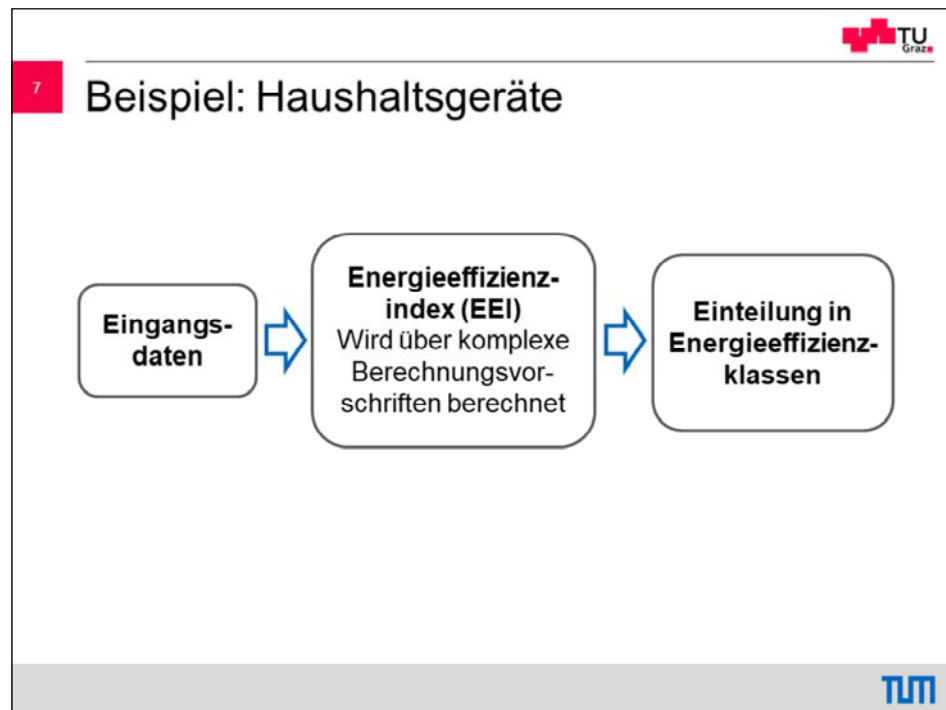 TU
Graz
7
Beispiel: Haushaltsgeräte
Eingangs-
daten
Energieeffizienz-
index (EEI)
Wird über komplexe
Berechnungsvor-
schriften berechnet
Einteilung in
Energieeffizienz-
klassen
TUM